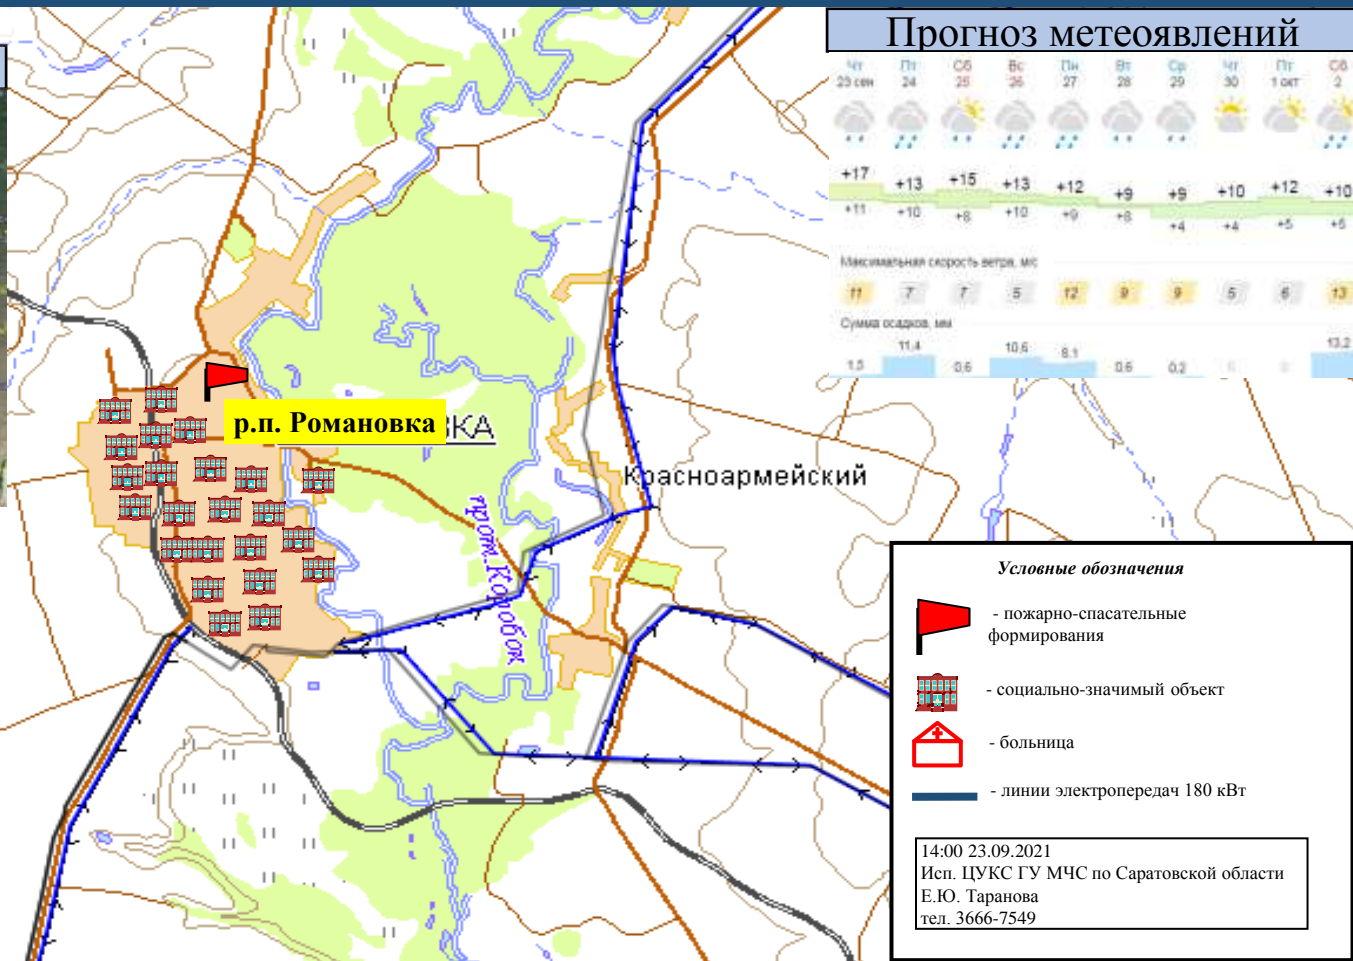 Прогноз метеоявлений
Чт Пт Сб Вс Пн Вт Ср Чт Пт Сб
23 сен 24 25 26 27 28 29 30 1 окт 2
+17 +13 +15 +13 +12 +9 +9 +10 +12 +10
+11 +10 +8 +10 +9 +8 +4 +4 +5
Максимальная скорость ветра, м/с
11 7 7 5 12 9 9 5 6 13
Сумма осадков, мм
11,4 10,6 8,1 13,2
0,6 0,6 0,2
р.п. Романовка
ВКА
Красноармейский
прот. Коробок
Условные обозначения
- пожарно-спасательные
формирования
- социально-значимый объект
- больница
- линии электропередач 180 кВт
14:00 23.09.2021
Исп. ЦУКС ГУ МЧС по Саратовской области
Е.Ю. Таранова
тел. 3666-7549